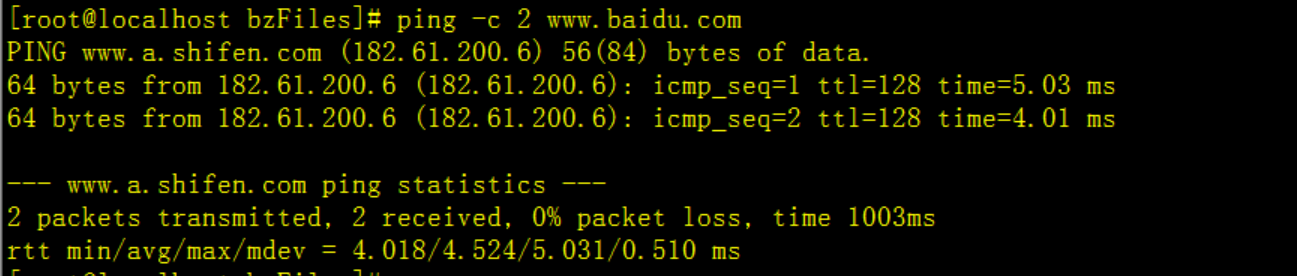 [root@localhost bzFiles]# ping -c 2 www.baidu.com
PING www.a.shifen.com (182.61.200.6) 56(84) bytes of data.
64 bytes from 182.61.200.6 (182.61.200.6): icmp_seq=1 ttl=128 time=5.03 ms
64 bytes from 182.61.200.6 (182.61.200.6): icmp_seq=2 ttl=128 time=4.01 ms
--- www.a.shifen.com ping statistics ---
2 packets transmitted, 2 received, 0% packet loss, time 1003ms
rtt min/avg/max/mdev = 4.018/4.524/5.031/0.510 ms